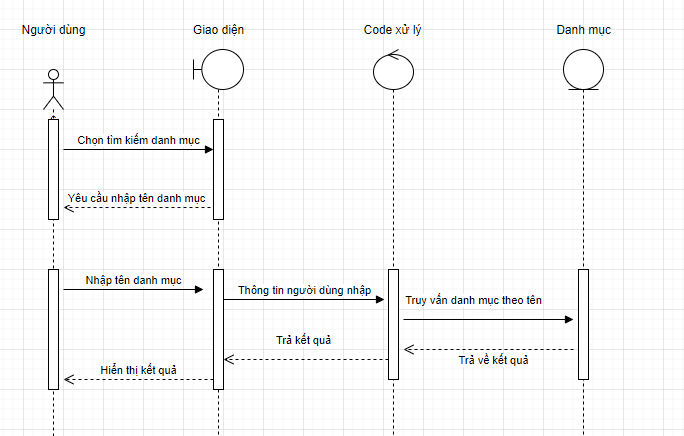 Người dùng
Giao diện
Code xử lý
Danh mục
Chọn tìm kiếm danh mục
Yêu cầu nhập tên danh mục
Nhập tên danh mục
Thông tin người dùng nhập
Truy vấn danh mục theo tên
Trả kết quả
Trả về kết quả
Hiển thị kết quả